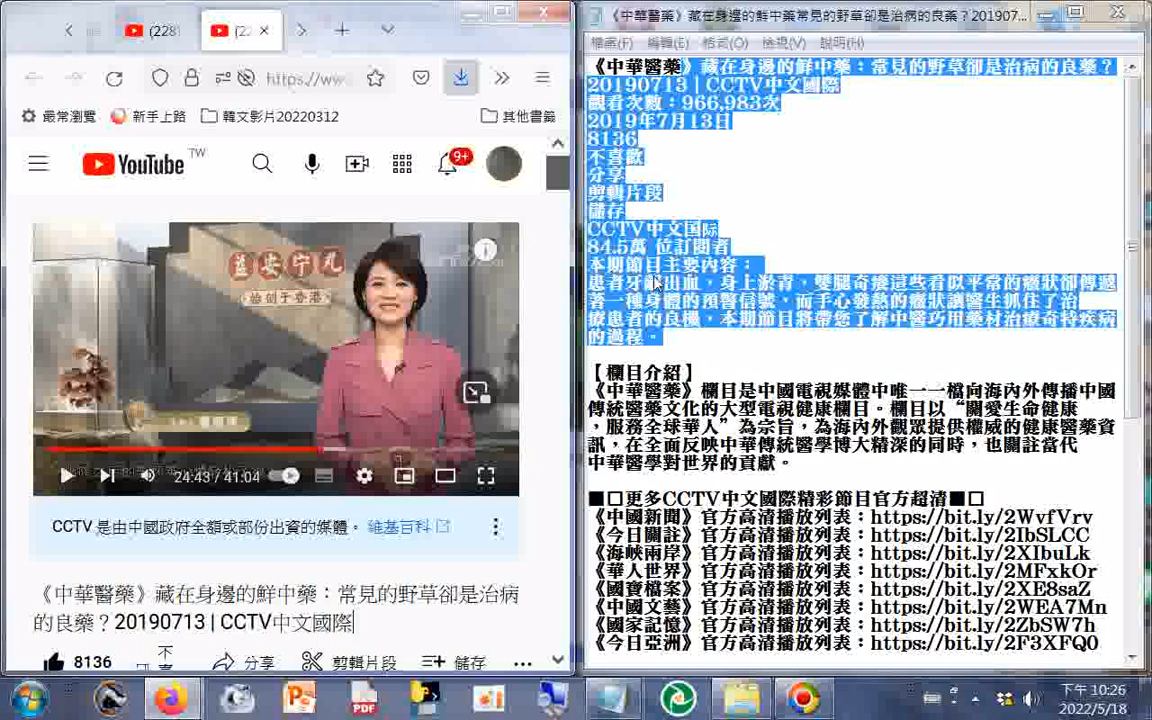 (228)
(22
https://www
最常瀏覽
新手上路
韓文影片20220312
其他書籤
YouTube TW
9+
益安宁丸
始创于香港
24:43 / 41:04
CCTV 是由中國政府全額或部份出資的媒體。 維基百科
《中華醫藥》藏在身邊的鮮中藥：常見的野草卻是治病
的良藥？20190713 | CCTV中文國際
8136
不喜
分享
剪輯片段
儲存
《中華醫藥》藏在身邊的鮮中藥常見的野草卻是治病的良藥？201907...
檔案(F) 編輯(E) 格式(O) 檢視(V) 說明(H)
《中華醫藥》藏在身邊的鮮中藥：常見的野草卻是治病的良藥？
20190713 | CCTV中文國際
觀看次數：966,983次
2019年7月13日
8136
不喜歡
分享
剪輯片段
儲存
CCTV中文国际
84.5萬 位訂閱者
本期節目主要內容：
患者牙齦出血，身上淤青，雙腿奇癢這些看似平常的癥狀卻傳遞
著一種身體的預警信號，而手心發熱的癥狀讓醫生抓住了治
療患者的良機，本期節目將帶您了解中醫巧用藥材治療奇特疾病
的過程。
【欄目介紹】
《中華醫藥》欄目是中國電視媒體中唯一一檔向海內外傳播中國
傳統醫藥文化的大型電視健康欄目。欄目以“關愛生命健康
，服務全球華人”為宗旨，為海內外觀眾提供權威的健康醫藥資
訊，在全面反映中華傳統醫學博大精深的同時，也關註當代
中華醫學對世界的貢獻。
■□更多CCTV中文國際精彩節目官方超清■□
《中國新聞》官方高清播放列表：https://bit.ly/2WvfVrv
《今日關註》官方高清播放列表：https://bit.ly/2IbSLCC
《海峽兩岸》官方高清播放列表：https://bit.ly/2XIbuLk
《華人世界》官方高清播放列表：https://bit.ly/2MFxkOr
《國寶檔案》官方高清播放列表：https://bit.ly/2XE8saZ
《中國文藝》官方高清播放列表：https://bit.ly/2WEA7Mn
《國家記憶》官方高清播放列表：https://bit.ly/2ZbSW7h
《今日亞洲》官方高清播放列表：https://bit.ly/2F3XFQ0
下午 10:26
2022/5/18